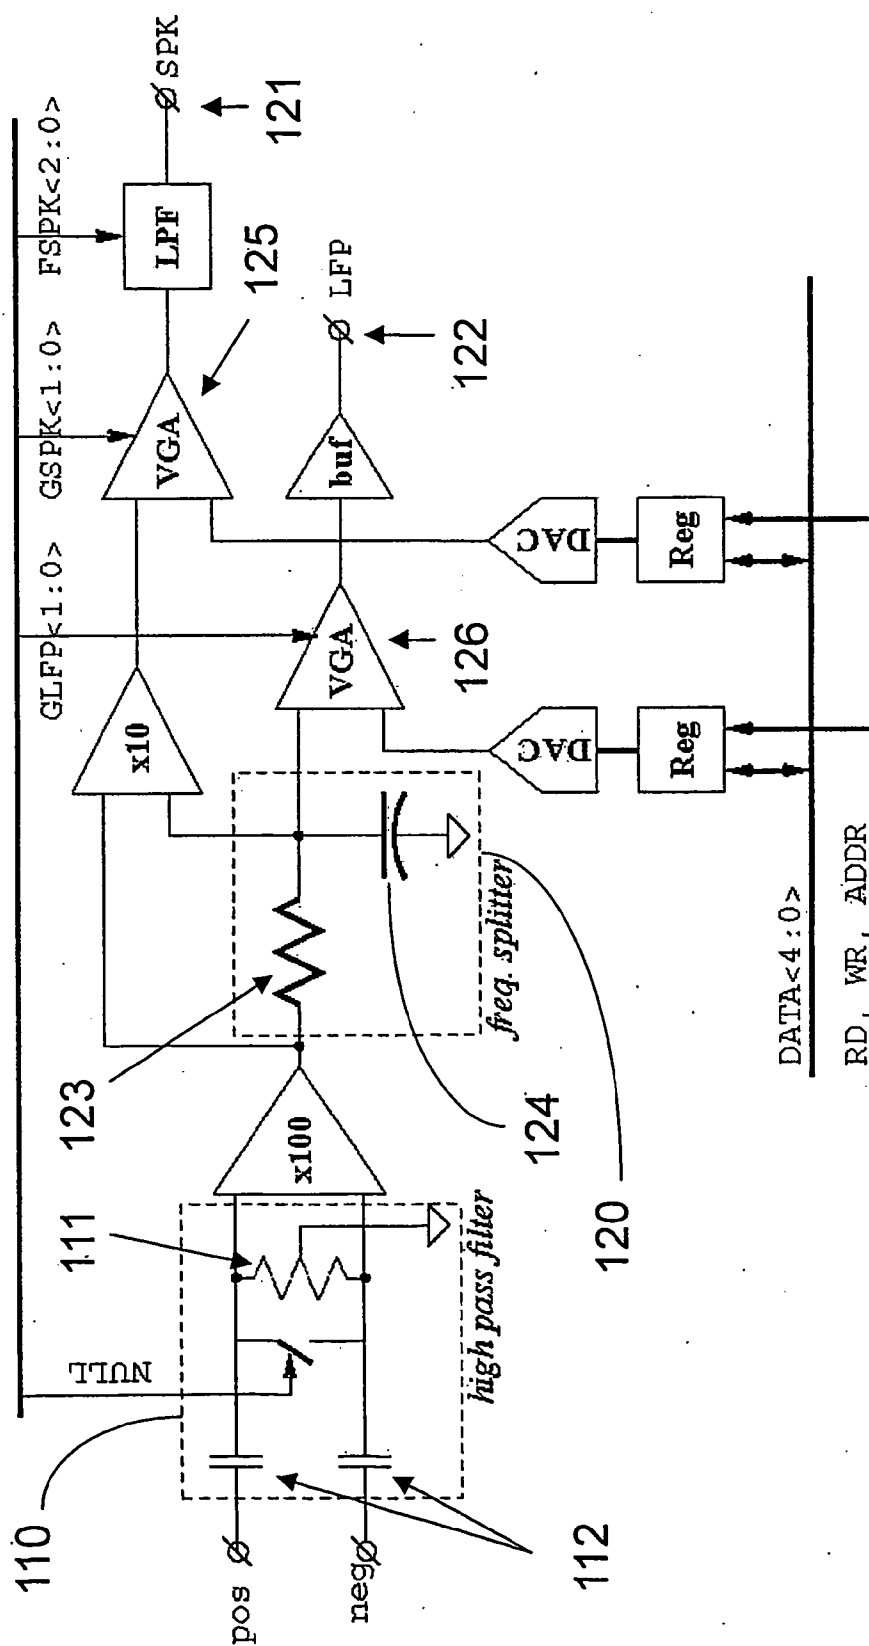 GLFP<1:0> GSPK<1:0> FSPK<2:0>
NULL
110
111
123
x10
VGA
LPF
SPK
121
125
pos
neg
112
high pass filter
x100
freq. splitter
120
124
VGA
126
buf
LFP
122
DAC
DAC
Reg
Reg
DATA<4:0>
RD, WR, ADDR